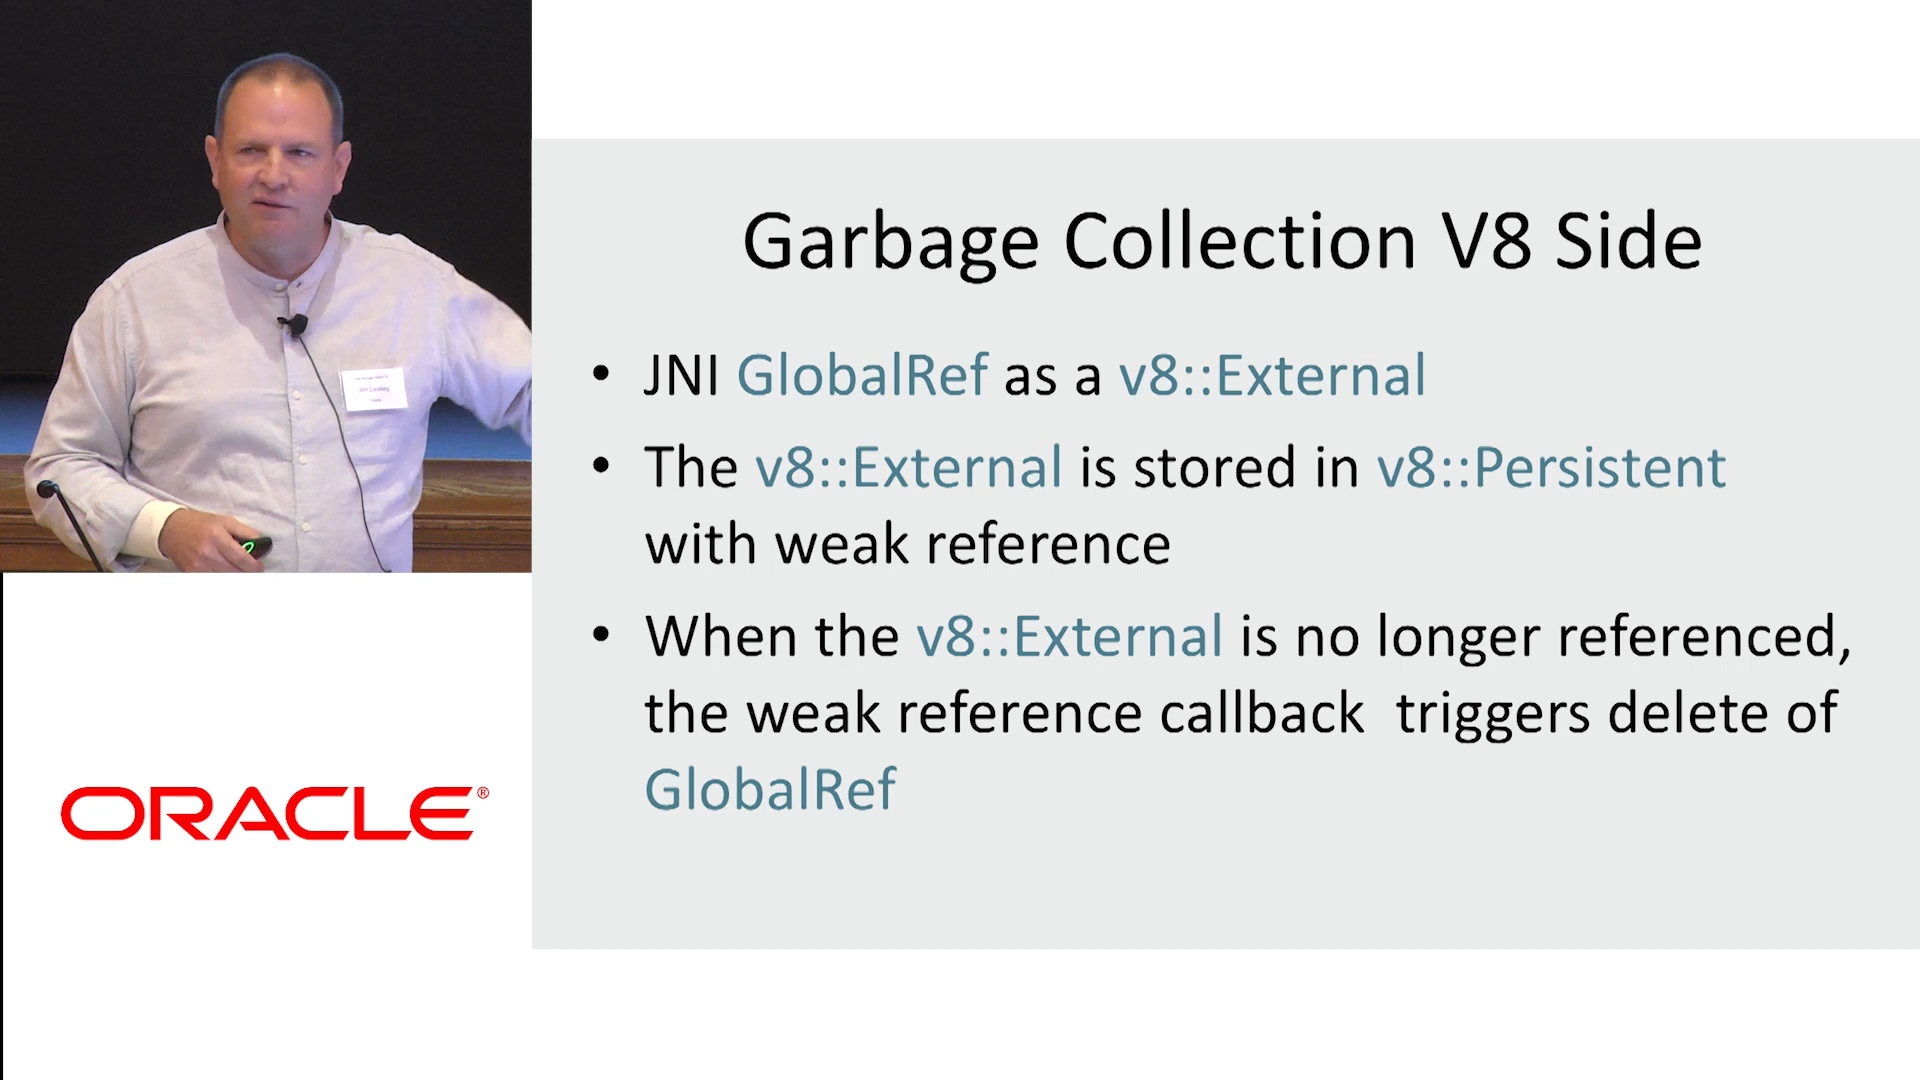 Garbage Collection V8 Side
• JNI GlobalRef as a v8::External
• The v8::External is stored in v8::Persistent
with weak reference
• When the v8::External is no longer referenced,
the weak reference callback  triggers delete of
GlobalRef
ORACLE®